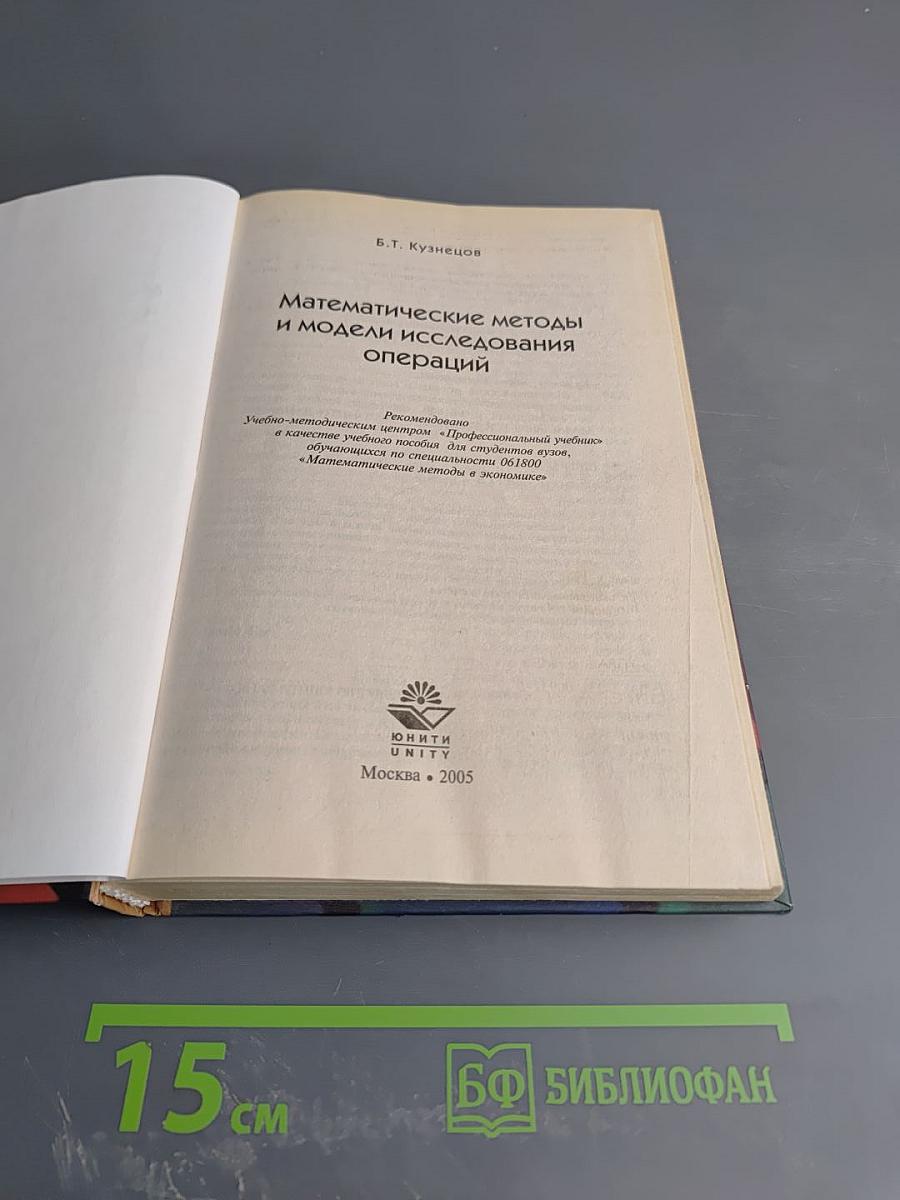 Б.Т. Кузнецов
Математические методы
и модели исследования
операций
Рекомендовано
Учебно-методическим центром «Профессиональный учебник»
в качестве учебного пособия для студентов вузов,
обучающихся по специальности 061800
«Математические методы в экономике»
ЮНИТИ
UNITY
Москва • 2005
15 см
БФ БИБЛИОФАН